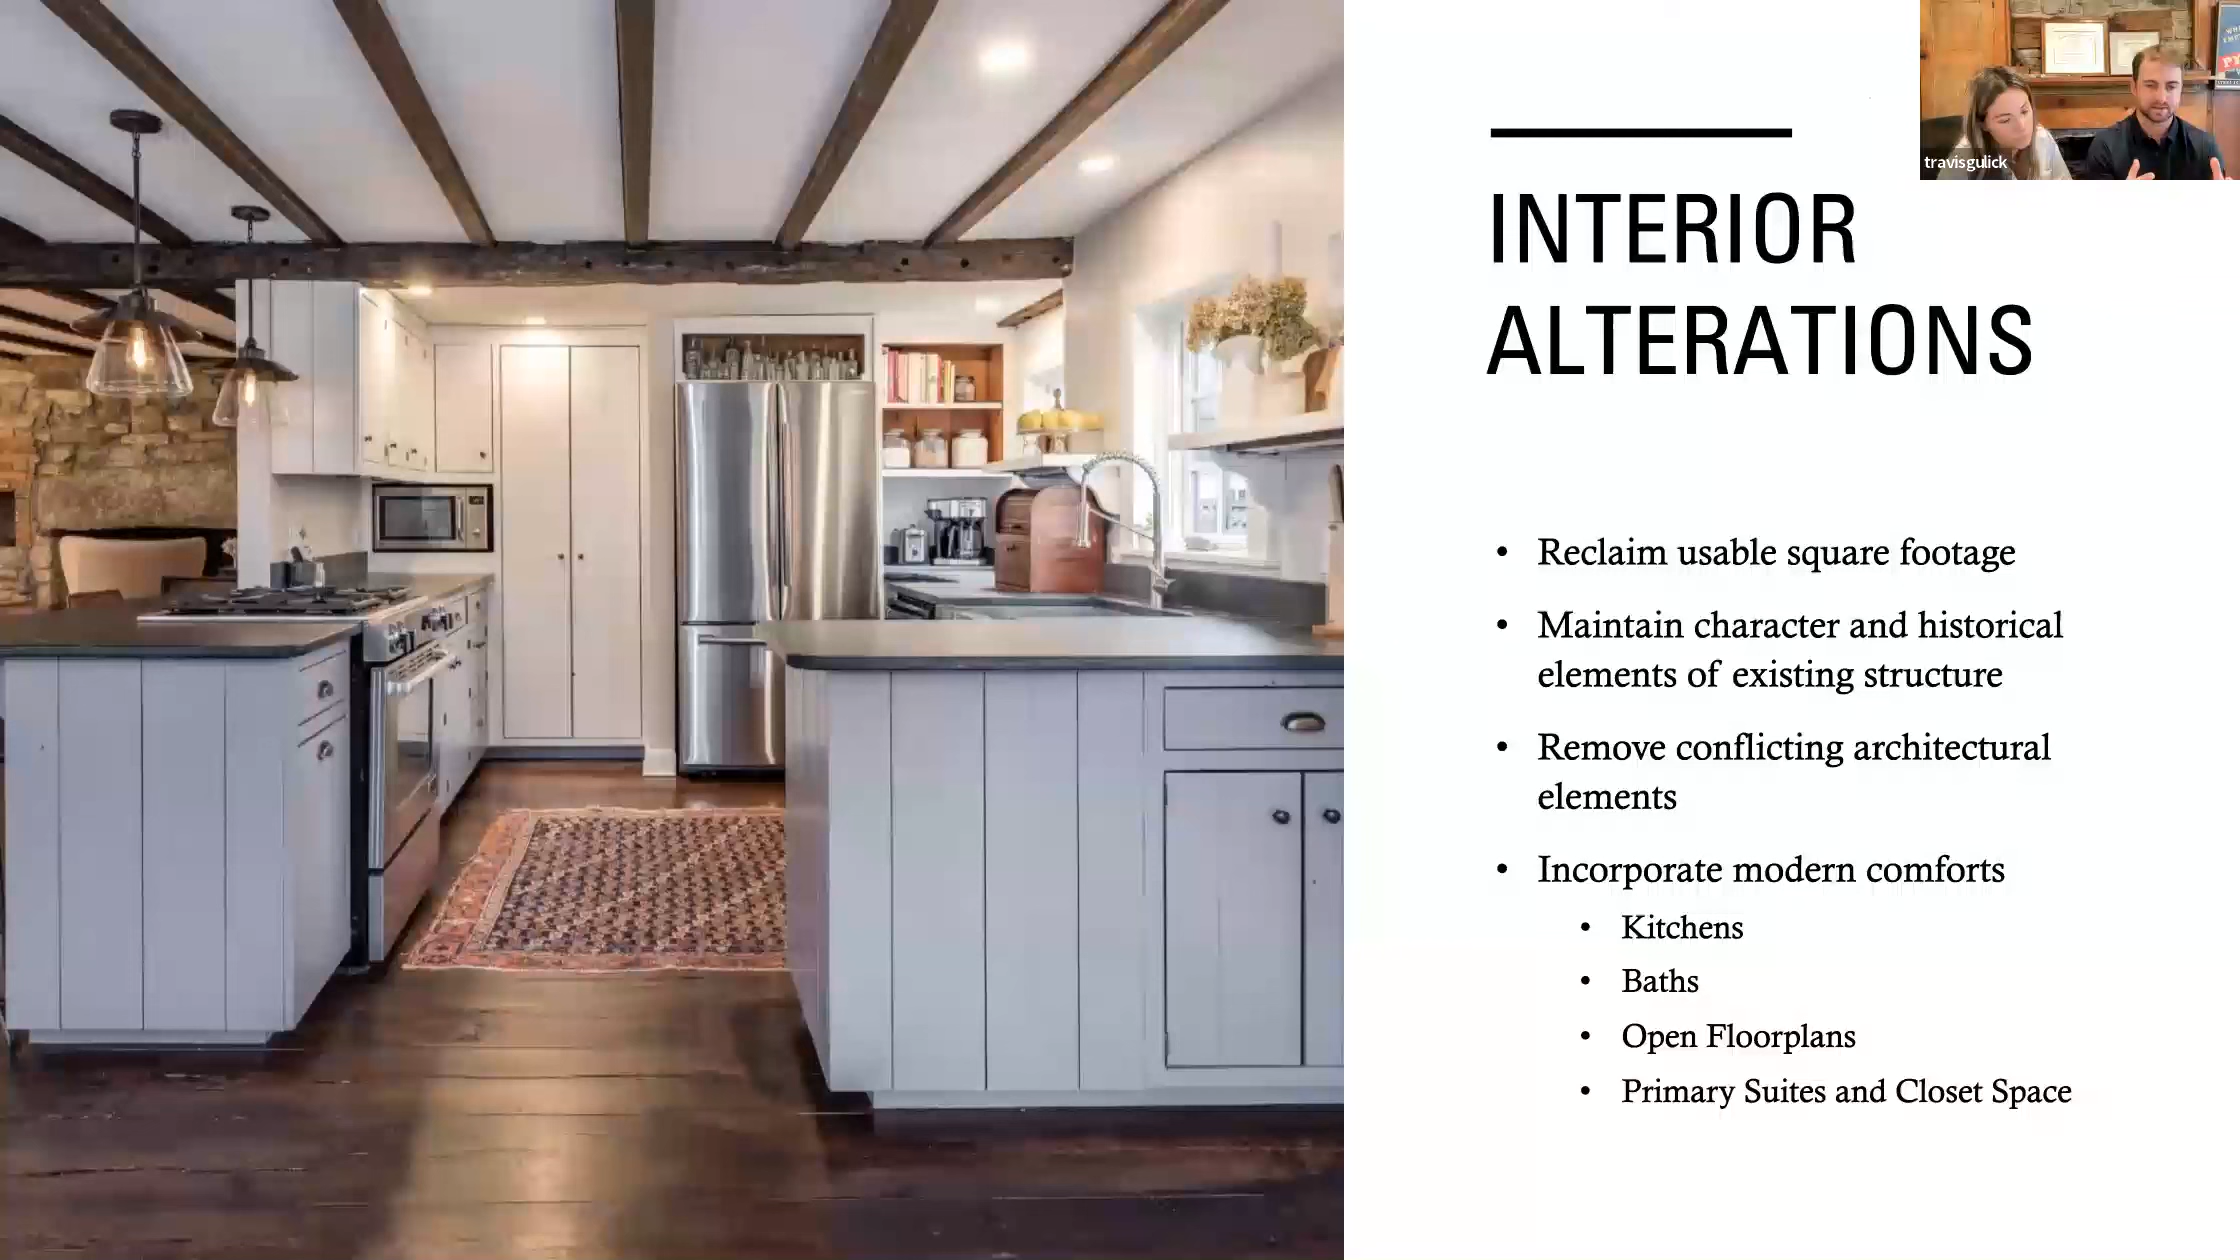 travisgulick
INTERIOR
ALTERATIONS
• Reclaim usable square footage
• Maintain character and historical
elements of existing structure
• Remove conflicting architectural
elements
• Incorporate modern comforts
• Kitchens
• Baths
• Open Floorplans
• Primary Suites and Closet Space